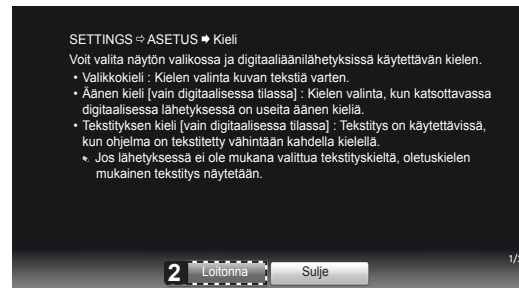 SETTINGS ⇨ ASETUS ➡ Kieli
Voit valita näytön valikossa ja digitaaliäänilähetyksissä käytettävän kielen.
• Valikkokieli : Kielen valinta kuvan tekstiä varten.
• Äänen kieli [vain digitaalisessa tilassa] : Kielen valinta, kun katsottavassa
digitaalisessa lähetyksessä on useita äänen kieliä.
• Tekstityksen kieli [vain digitaalisessa tilassa] : Tekstitys on käytettävissä,
kun ohjelma on tekstitetty vähintään kahdella kielellä.
Jos lähetyksessä ei ole mukana valittua tekstityskieltä, oletuskielen
mukainen tekstitys näytetään.
1/
2 Loitonna Sulje